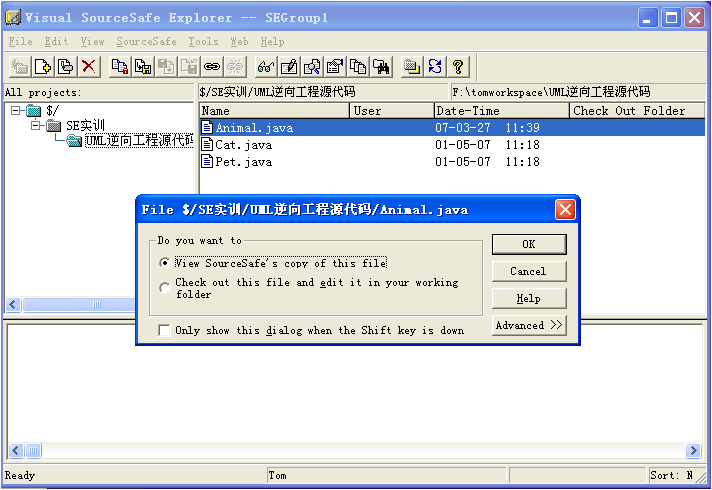 Visual SourceSafe Explorer -- SEGroup1
File Edit View SourceSafe Tools Web Help
All projects:
$/SE实训/UML逆向工程源代码
F:\tomworkspace\UML逆向工程源代码
$/
SE实训
UML逆向工程源代码
Name User Date-Time Check Out Folder
Animal.java 07-03-27 11:39
Cat.java 01-05-07 11:18
Pet.java 01-05-07 11:18
File $/SE实训/UML逆向工程源代码/Animal.java
Do you want to
View SourceSafe's copy of this file
Check out this file and edit it in your working
folder
Only show this dialog when the Shift key is down
OK
Cancel
Help
Advanced >>
Ready
Tom
Sort: N